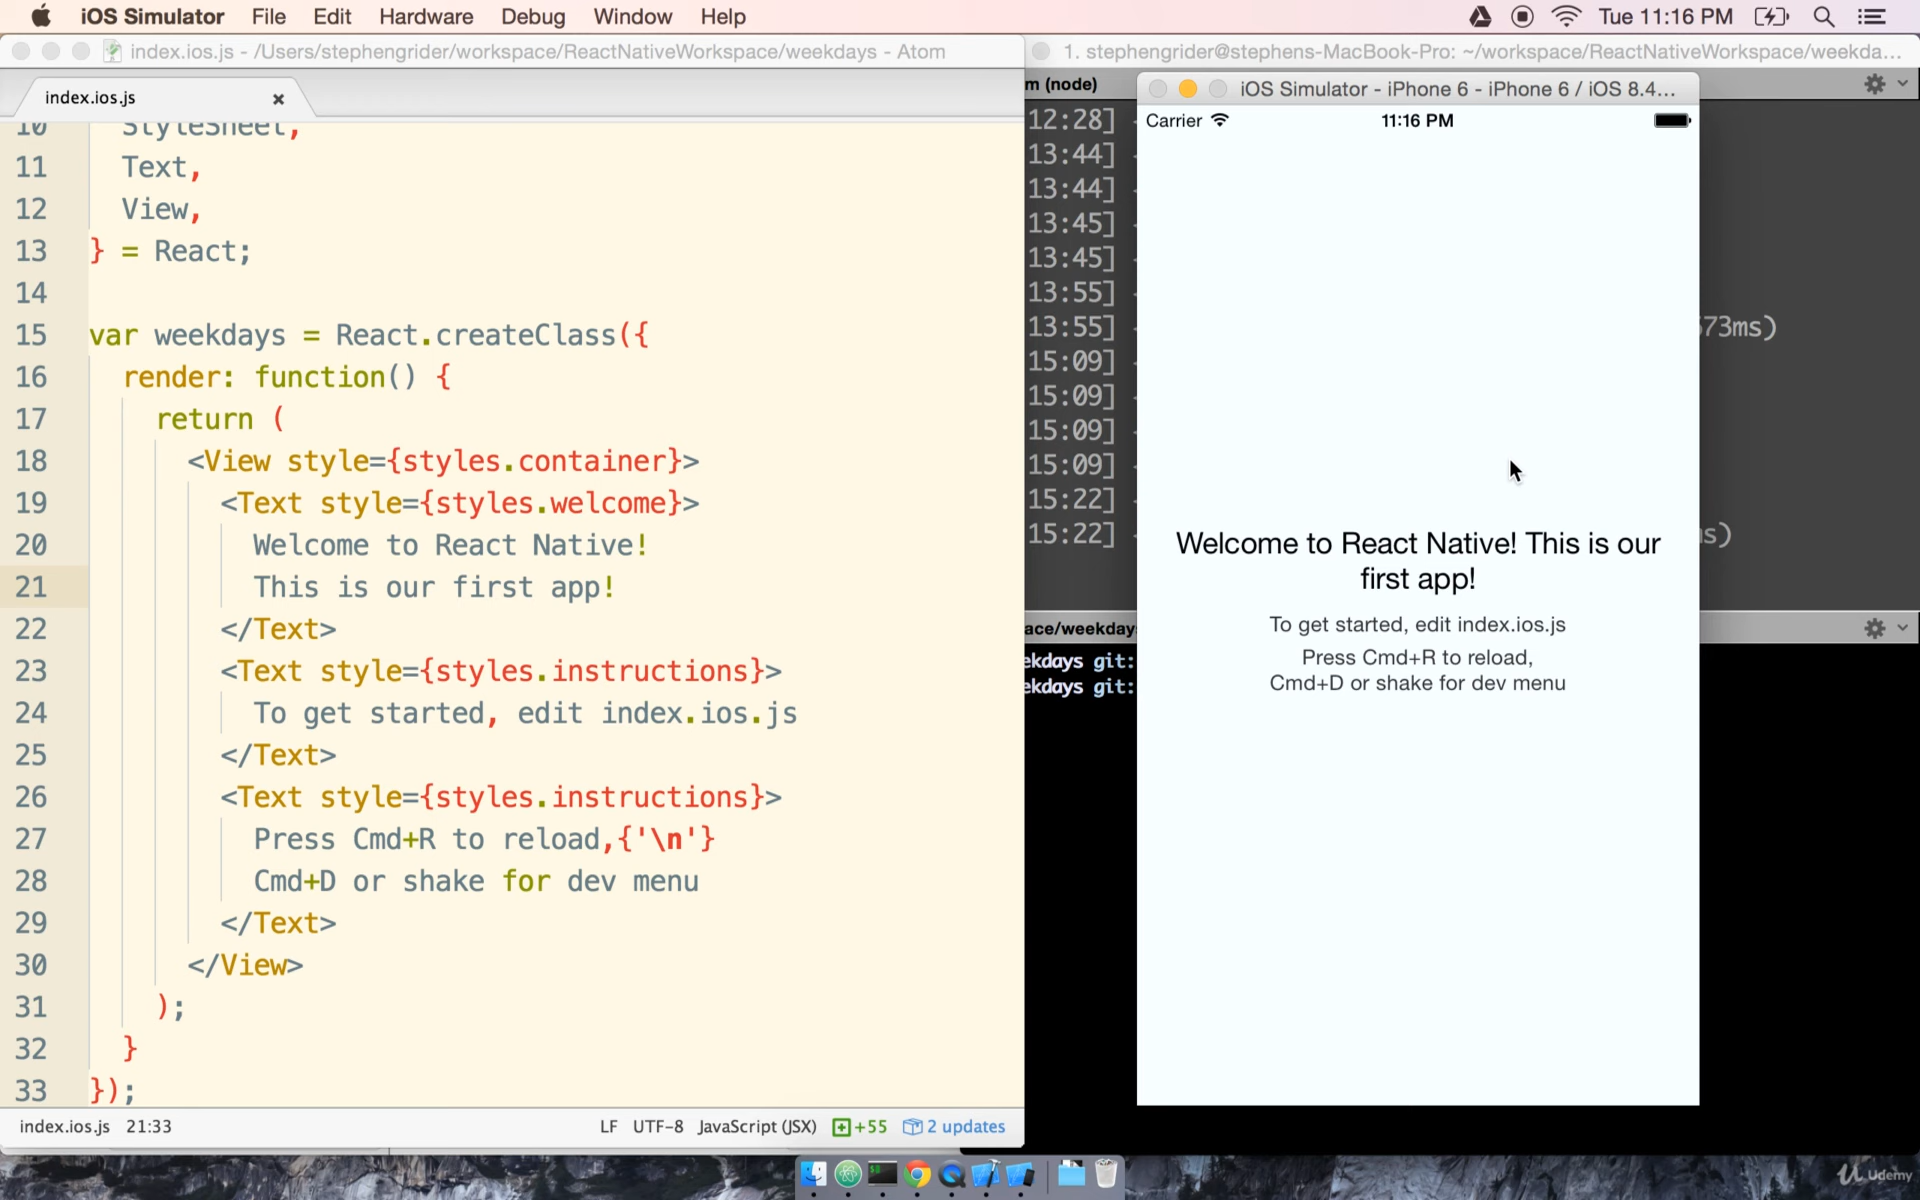 iOS Simulator File Edit Hardware Debug Window Help Tue 11:16 PM
index.ios.js - /Users/stephengrider/workspace/ReactNativeWorkspace/weekdays - Atom
1. stephengrider@stephens-MacBook-Pro: ~/workspace/ReactNativeWorkspace/weekda...
index.ios.js
10 StyleSheet,
11 Text,
12 View,
13 } = React;
14
15 var weekdays = React.createClass({
16 render: function() {
17 return (
18 <View style={styles.container}>
19 <Text style={styles.welcome}>
20 Welcome to React Native!
21 This is our first app!
22 </Text>
23 <Text style={styles.instructions}>
24 To get started, edit index.ios.js
25 </Text>
26 <Text style={styles.instructions}>
27 Press Cmd+R to reload,{'\n'}
28 Cmd+D or shake for dev menu
29 </Text>
30 </View>
31 );
32 }
33 });
index.ios.js 21:33 LF UTF-8 JavaScript (JSX) +55 2 updates
m (node)
12:28]
13:44]
13:44]
13:45]
13:45]
13:55]
13:55] 73ms)
15:09]
15:09]
15:09]
15:09]
15:22]
15:22] s)
ace/weekday
ekdays git:
ekdays git:
iOS Simulator - iPhone 6 - iPhone 6 / iOS 8.4...
Carrier 11:16 PM
Welcome to React Native! This is our
first app!
To get started, edit index.ios.js
Press Cmd+R to reload,
Cmd+D or shake for dev menu
Udemy